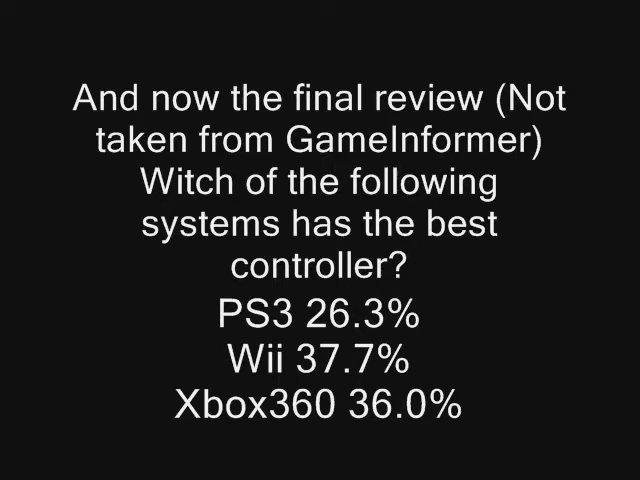 And now the final review (Not
taken from GameInformer)
Witch of the following
systems has the best
controller?
PS3 26.3%
Wii 37.7%
Xbox360 36.0%